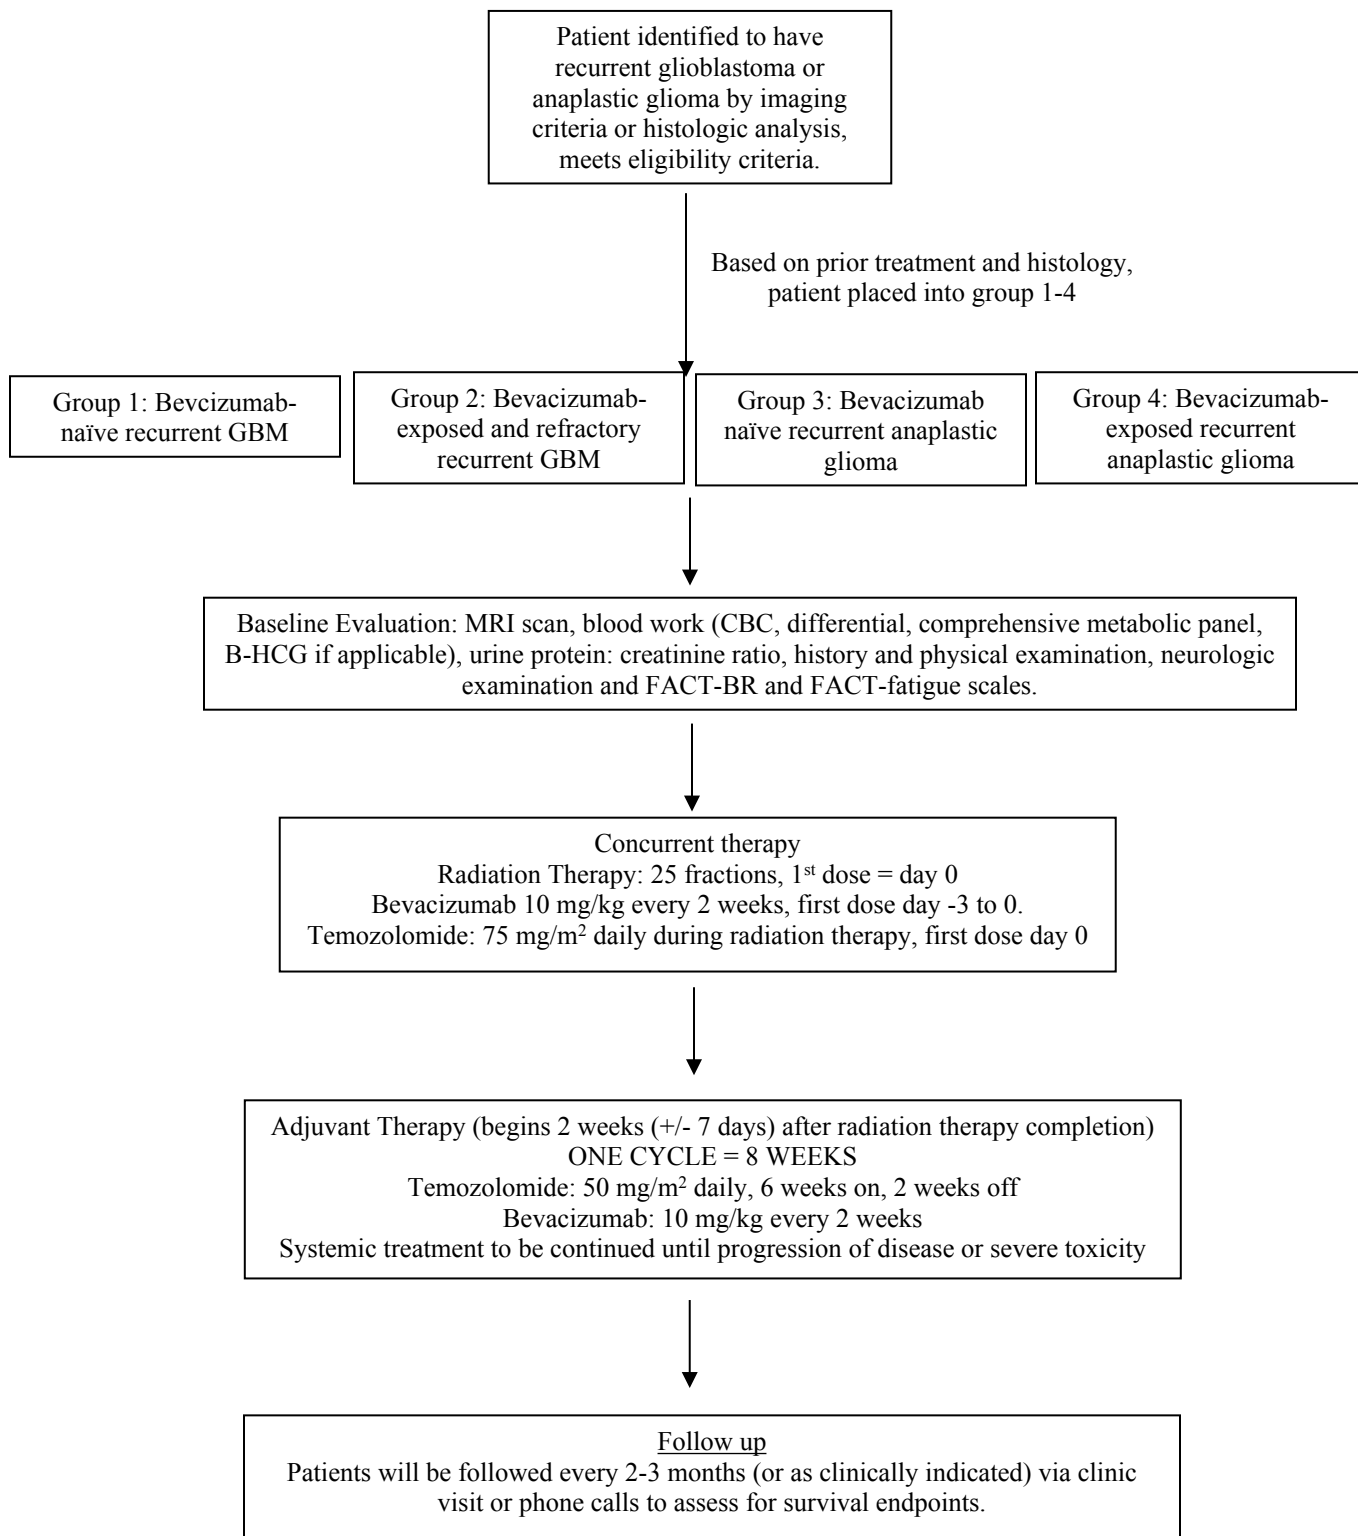 Patient identified to have
recurrent glioblastoma or
anaplastic glioma by imaging
criteria or histologic analysis,
meets eligibility criteria.
Based on prior treatment and histology,
patient placed into group 1-4
Group 1: Bevcizumab-
naïve recurrent GBM
Group 2: Bevacizumab-
exposed and refractory
recurrent GBM
Group 3: Bevacizumab
naïve recurrent anaplastic
glioma
Group 4: Bevacizumab-
exposed recurrent
anaplastic glioma
Baseline Evaluation: MRI scan, blood work (CBC, differential, comprehensive metabolic panel,
B-HCG if applicable), urine protein: creatinine ratio, history and physical examination, neurologic
examination and FACT-BR and FACT-fatigue scales.
Concurrent therapy
Radiation Therapy: 25 fractions, 1st dose = day 0
Bevacizumab 10 mg/kg every 2 weeks, first dose day -3 to 0.
Temozolomide: 75 mg/m² daily during radiation therapy, first dose day 0
Adjuvant Therapy (begins 2 weeks (+/- 7 days) after radiation therapy completion)
ONE CYCLE = 8 WEEKS
Temozolomide: 50 mg/m² daily, 6 weeks on, 2 weeks off
Bevacizumab: 10 mg/kg every 2 weeks
Systemic treatment to be continued until progression of disease or severe toxicity
Follow up
Patients will be followed every 2-3 months (or as clinically indicated) via clinic
visit or phone calls to assess for survival endpoints.